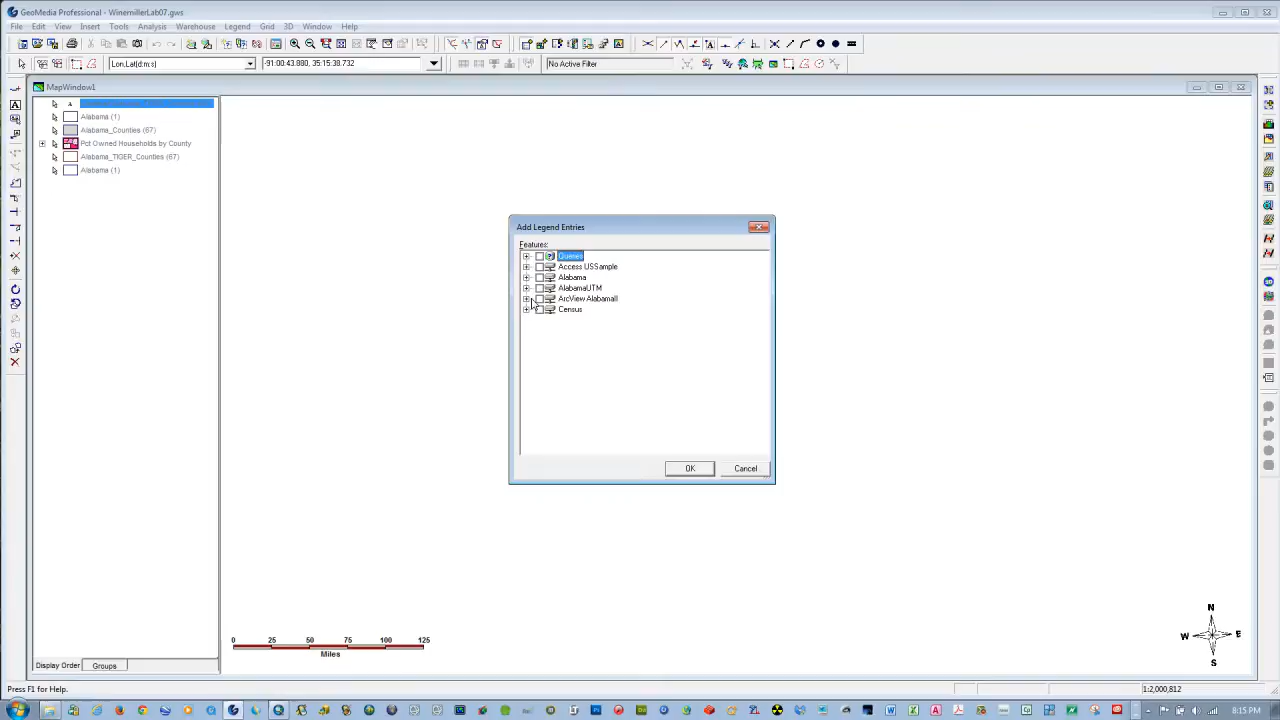 GeoMedia Professional - WinemillerLab07.gws
File Edit View Insert Tools Analysis Warehouse Legend Grid 3D Window Help
Lon,Lat(d:m:s)
-91:00:43.880, 35:15:38.732
No Active Filter
MapWindow1
Alabama (1)
Alabama_Counties (67)
Pct Owned Households by County
Alabama_TIGER_Counties (67)
Alabama (1)
Add Legend Entries
Features:
Queries
Access USSample
Alabama
AlabamaUTM
ArcView Alabamall
Census
OK
Cancel
0 25 50 75 100 125
Miles
N
W E
S
Display Order
Groups
Press F1 for Help.
1:2,000,812
8:15 PM